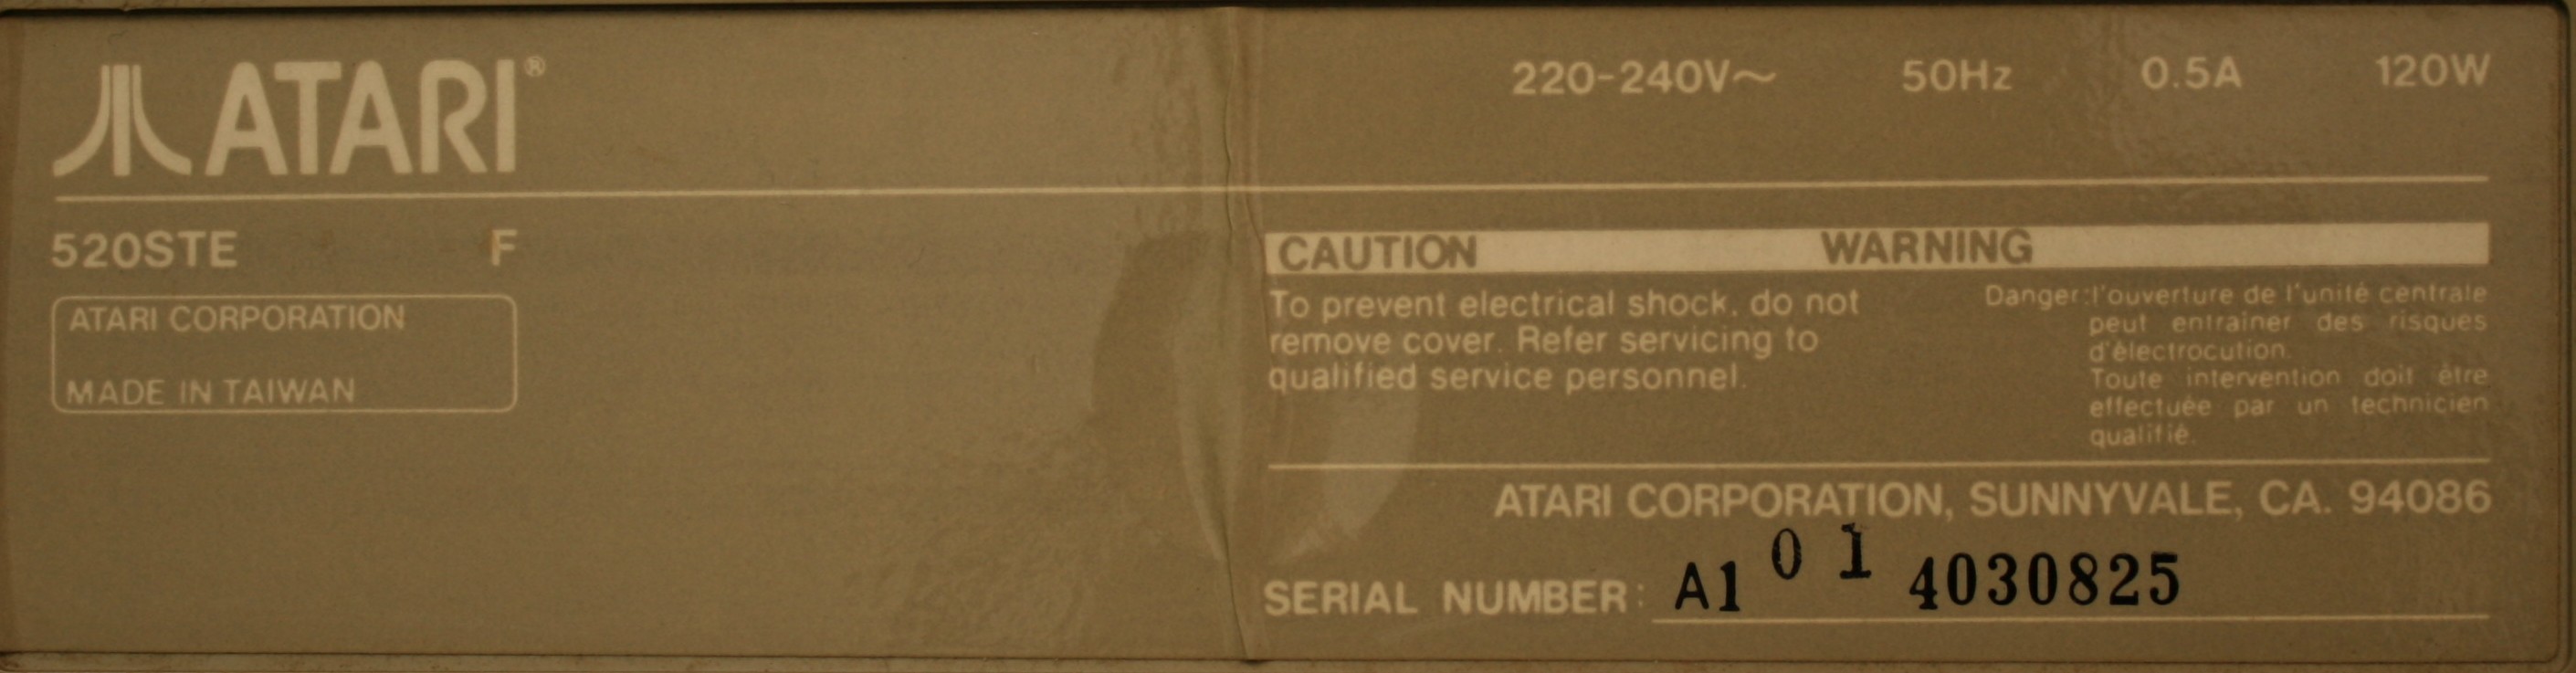 ATARI®
220-240V~ 50Hz 0.5A 120W
520STE F
ATARI CORPORATION
MADE IN TAIWAN
CAUTION WARNING
To prevent electrical shock, do not
remove cover. Refer servicing to
qualified service personnel.
Danger:l'ouverture de l'unité centrale
peut entraîner des risques
d'électrocution.
Toute intervention doit être
effectuée par un technicien
qualifié.
ATARI CORPORATION, SUNNYVALE, CA. 94086
SERIAL NUMBER: A1 0 1 4030825